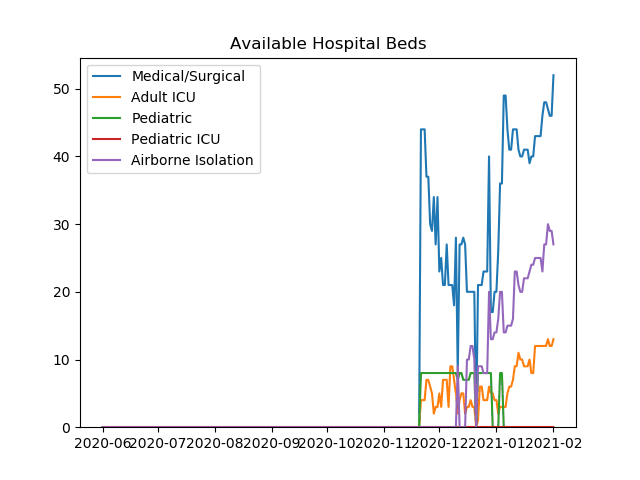 Available Hospital Beds
Medical/Surgical
Adult ICU
Pediatric
Pediatric ICU
Airborne Isolation
50
40
30
20
10
0
2020-06 2020-07 2020-08 2020-09 2020-10 2020-11 2020-12 2021-01 2021-02